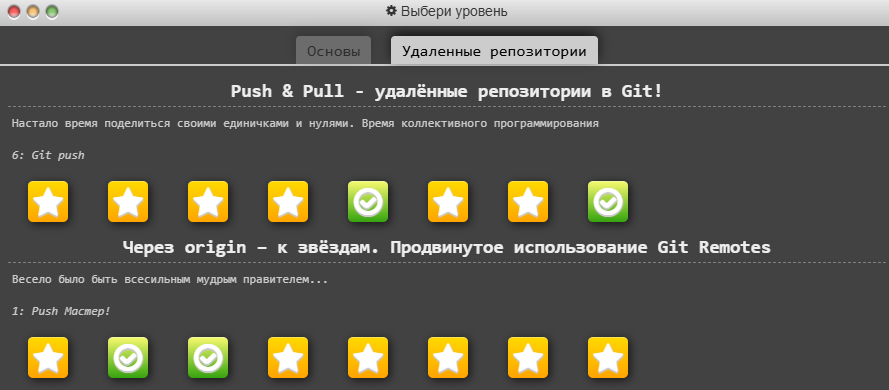 Выбери уровень
Основы
Удаленные репозитории
Push & Pull - удалённые репозитории в Git!
Настало время поделиться своими единичками и нулями. Время коллективного программирования
6: Git push
Через origin – к звёздам. Продвинутое использование Git Remotes
Весело было быть всесильным мудрым правителем...
1: Push Мастер!